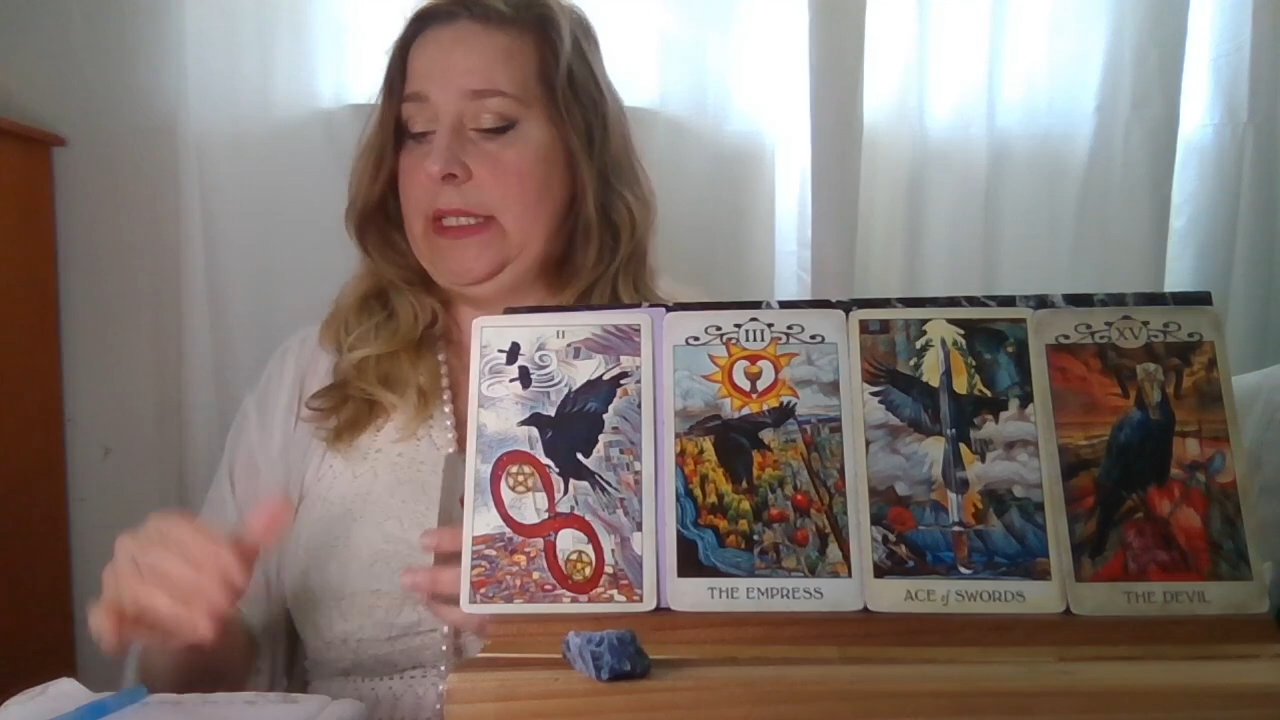 II
III
THE EMPRESS
ACE of SWORDS
XV
THE DEVIL